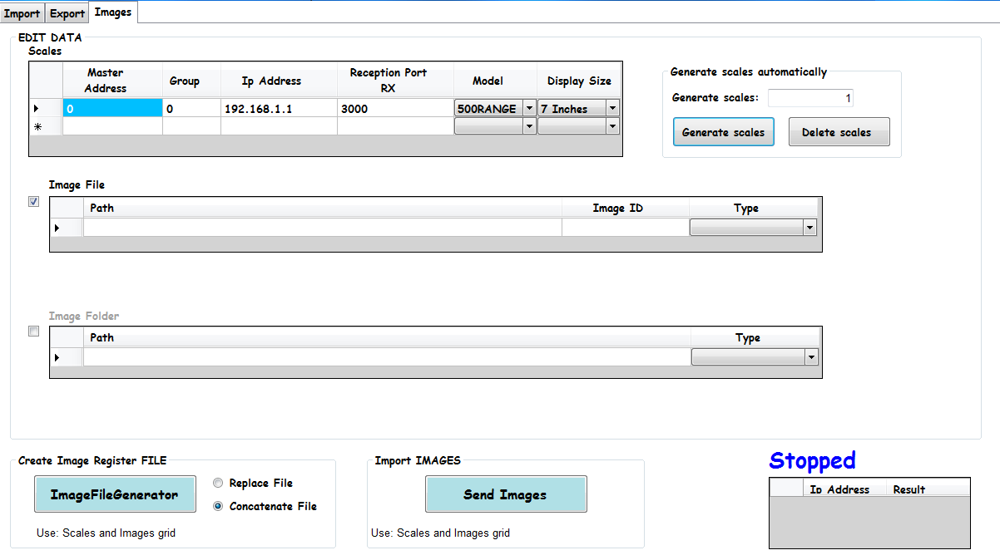 Import Export Images
EDIT DATA
Scales
Master Address Group Ip Address Reception Port RX Model Display Size
0 0 192.168.1.1 3000 500RANGE 7 Inches
Generate scales automatically
Generate scales: 1
Generate scales Delete scales
Image File
Path Image ID Type
Image Folder
Path Type
Create Image Register FILE
ImageFileGenerator
Replace File
Concatenate File
Use: Scales and Images grid
Import IMAGES
Send Images
Use: Scales and Images grid
Stopped
Ip Address Result